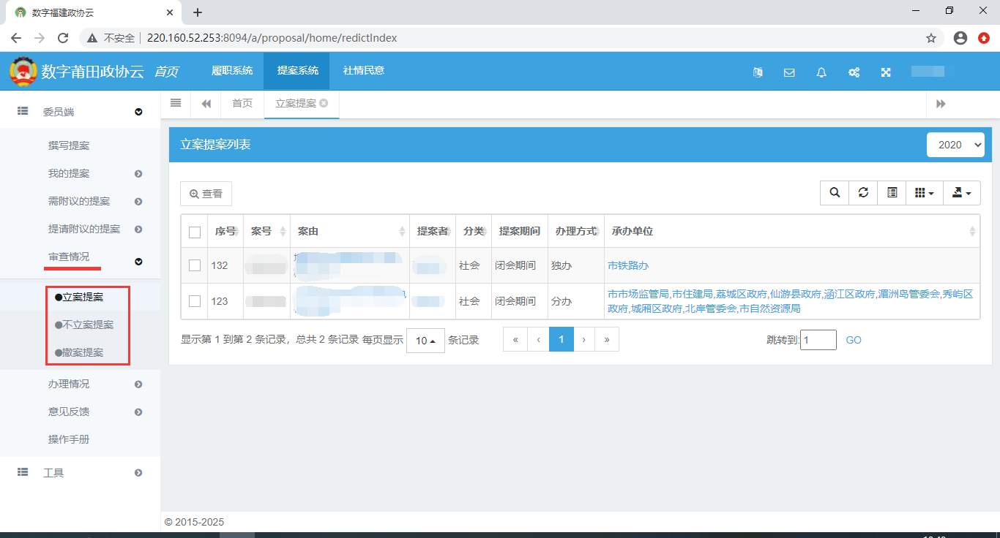 数字福建政协云
不安全 220.160.52.253:8094/a/proposal/home/redictIndex
数字莆田政协云 首页 履职系统 提案系统 社情民意
委员端
撰写提案
我的提案
需附议的提案
提请附议的提案
审查情况
●立案提案
●不立案提案
●撤案提案
办理情况
意见反馈
操作手册
工具
首页 立案提案
立案提案列表 2020
查看
序号 案号 案由 提案者 分类 提案期间 办理方式 承办单位
132 社会 闭会期间 独办 市铁路办
123 社会 闭会期间 分办 市市场监管局,市住建局,荔城区政府,仙游县政府,涵江区政府,湄洲岛管委会,秀屿区
政府,城厢区政府,北岸管委会,市自然资源局
显示第 1 到第 2 条记录，总共 2 条记录 每页显示 10 条记录 « ‹ 1 › » 跳转到: 1 GO
© 2015-2025